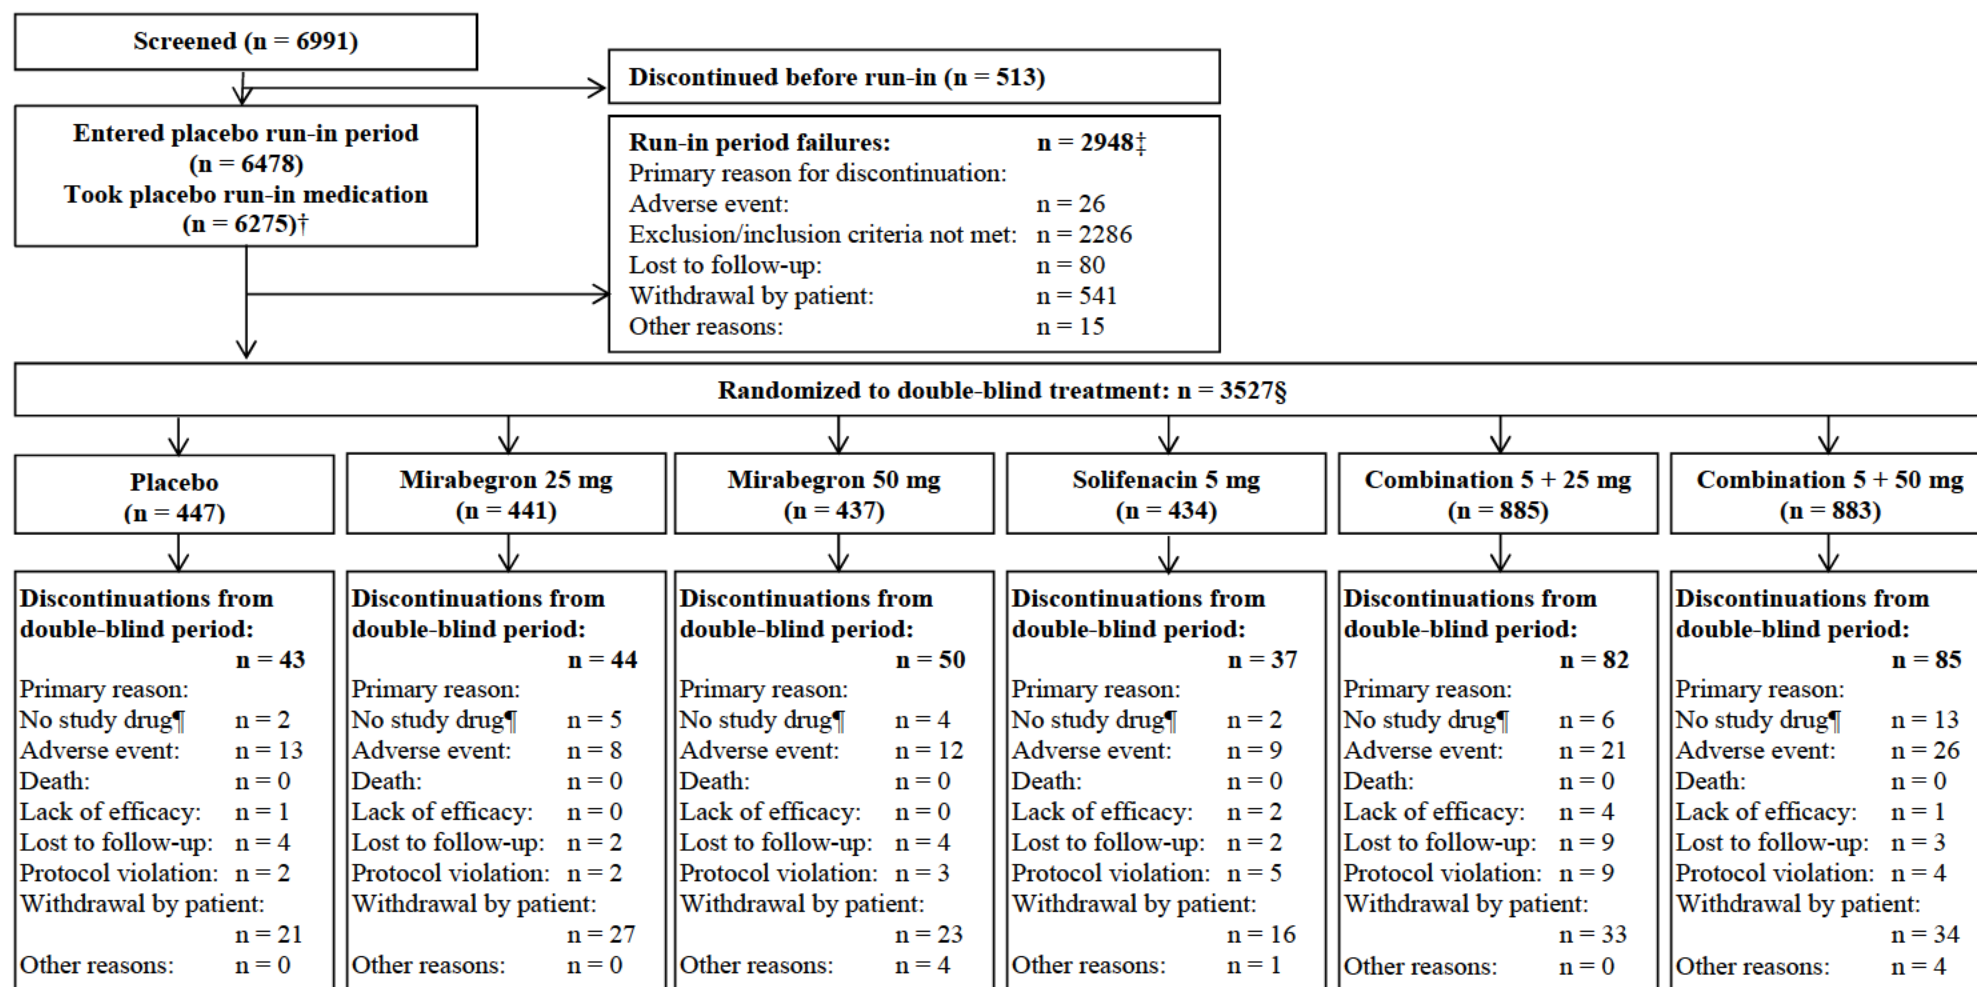 Screened (n = 6991)
Discontinued before run-in (n = 513)
Entered placebo run-in period
(n = 6478)
Took placebo run-in medication
(n = 6275)†
Run-in period failures: n = 2948‡
Primary reason for discontinuation:
Adverse event: n = 26
Exclusion/inclusion criteria not met: n = 2286
Lost to follow-up: n = 80
Withdrawal by patient: n = 541
Other reasons: n = 15
Randomized to double-blind treatment: n = 3527§
Placebo
(n = 447)
Mirabegron 25 mg
(n = 441)
Mirabegron 50 mg
(n = 437)
Solifenacin 5 mg
(n = 434)
Combination 5 + 25 mg
(n = 885)
Combination 5 + 50 mg
(n = 883)
Discontinuations from
double-blind period:
n = 43
Primary reason:
No study drug¶ n = 2
Adverse event: n = 13
Death: n = 0
Lack of efficacy: n = 1
Lost to follow-up: n = 4
Protocol violation: n = 2
Withdrawal by patient:
n = 21
Other reasons: n = 0
Discontinuations from
double-blind period:
n = 44
Primary reason:
No study drug¶ n = 5
Adverse event: n = 8
Death: n = 0
Lack of efficacy: n = 0
Lost to follow-up: n = 2
Protocol violation: n = 2
Withdrawal by patient:
n = 27
Other reasons: n = 0
Discontinuations from
double-blind period:
n = 50
Primary reason:
No study drug¶ n = 4
Adverse event: n = 12
Death: n = 0
Lack of efficacy: n = 0
Lost to follow-up: n = 4
Protocol violation: n = 3
Withdrawal by patient:
n = 23
Other reasons: n = 4
Discontinuations from
double-blind period:
n = 37
Primary reason:
No study drug¶ n = 2
Adverse event: n = 9
Death: n = 0
Lack of efficacy: n = 2
Lost to follow-up: n = 2
Protocol violation: n = 5
Withdrawal by patient:
n = 16
Other reasons: n = 1
Discontinuations from
double-blind period:
n = 82
Primary reason:
No study drug¶ n = 6
Adverse event: n = 21
Death: n = 0
Lack of efficacy: n = 4
Lost to follow-up: n = 9
Protocol violation: n = 9
Withdrawal by patient:
n = 33
Other reasons: n = 0
Discontinuations from
double-blind period:
n = 85
Primary reason:
No study drug¶ n = 13
Adverse event: n = 26
Death: n = 0
Lack of efficacy: n = 1
Lost to follow-up: n = 3
Protocol violation: n = 4
Withdrawal by patient:
n = 34
Other reasons: n = 4